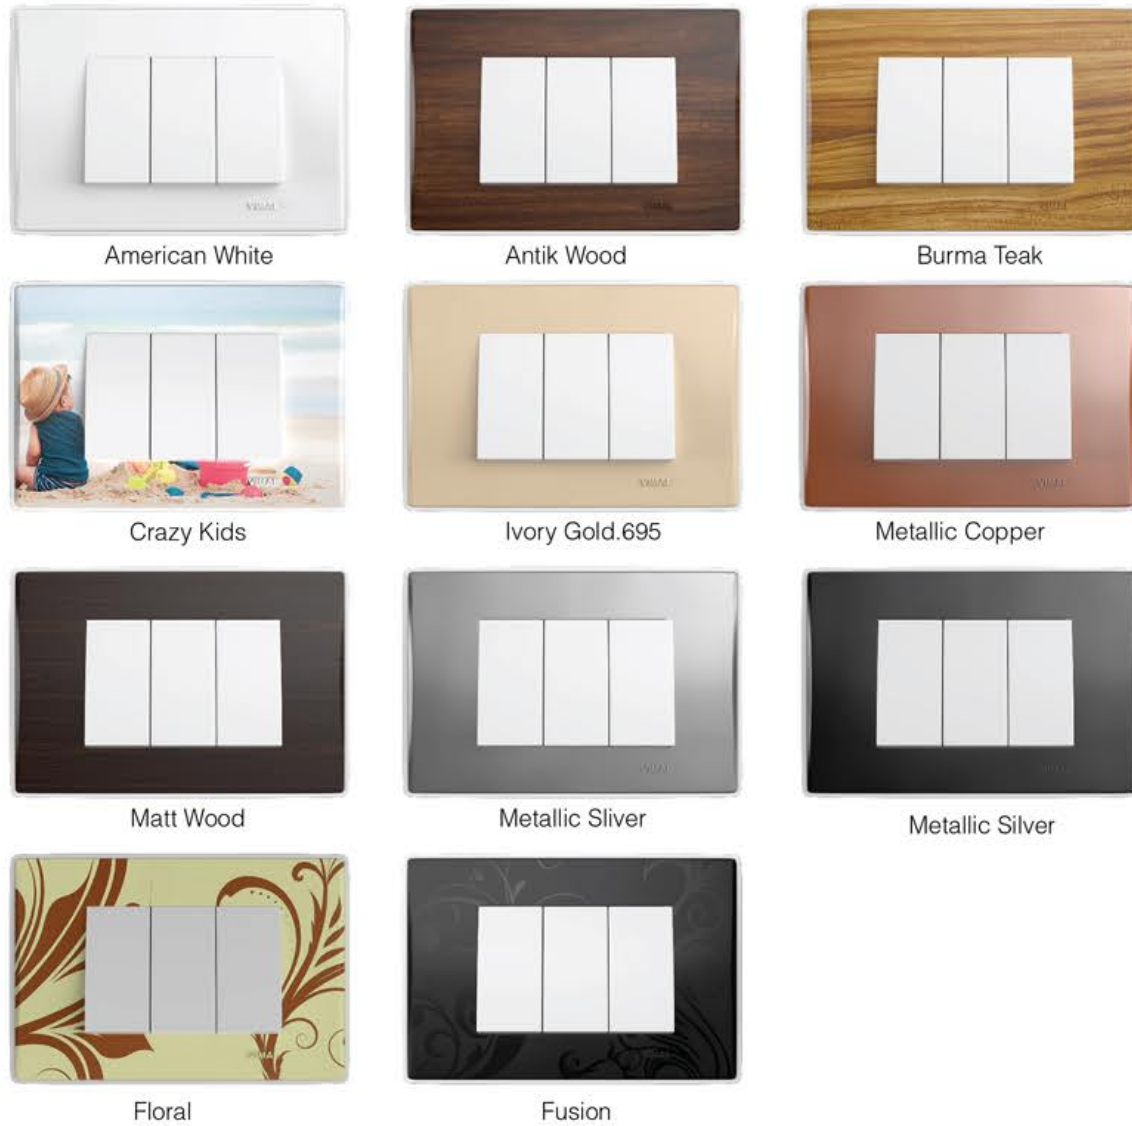 VIMAL
American White
Antik Wood
Burma Teak
Crazy Kids
Ivory Gold.695
Metallic Copper
Matt Wood
Metallic Sliver
Metallic Silver
Floral
Fusion